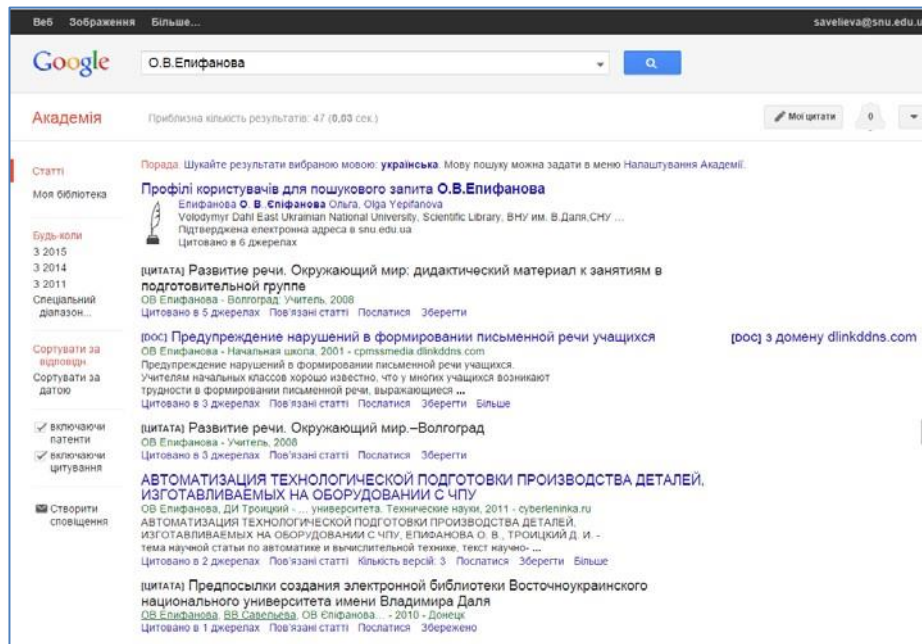 Веб Зображення Більше...
savelieva@snu.edu.u
Google
О.В.Епифанова
Академія
Приблизна кількість результатів: 47 (0,03 сек.)
Мої цитати
0
Статті
Моя бібліотека
Будь-коли
З 2015
З 2014
З 2011
Спеціальний
діапазон...
Сортувати за
відповідн.
Сортувати за
датою
включаючи
патенти
включаючи
цитування
Створити
сповіщення
Порада. Шукайте результати вибраною мовою: українська. Мову пошуку можна задати в меню Налаштування Академії.
Профілі користувачів для пошукового запита О.В.Епифанова
Епифанова О. В.,Єпіфанова Ольга, Olga Yepifanova
Volodymyr Dahl East Ukrainian National University, Scientific Library, ВНУ им. В.Даля,СНУ ...
Підтверджена електронна адреса в snu.edu.ua
Цитовано в 6 джерелах
[ЦИТАТА] Развитие речи. Окружающий мир: дидактический материал к занятиям в
подготовительной группе
ОВ Епифанова - Волгоград: Учитель, 2008
Цитовано в 5 джерелах Пов'язані статті Послатися Зберегти
[DOC] Предупреждение нарушений в формировании письменной речи учащихся
[DOC] з домену dlinkddns.com
ОВ Епифанова - Начальная школа, 2001 - cpmssmedia.dlinkddns.com
Предупреждение нарушений в формировании письменной речи учащихся.
Учителям начальных классов хорошо известно, что у многих учащихся возникают
трудности в формировании письменной речи, выражающиеся ...
Цитовано в 3 джерелах Пов'язані статті Послатися Зберегти Більше
[ЦИТАТА] Развитие речи. Окружающий мир.–Волгоград
ОВ Епифанова - Учитель, 2008
Цитовано в 3 джерелах Пов'язані статті Послатися Зберегти
АВТОМАТИЗАЦИЯ ТЕХНОЛОГИЧЕСКОЙ ПОДГОТОВКИ ПРОИЗВОДСТВА ДЕТАЛЕЙ,
ИЗГОТАВЛИВАЕМЫХ НА ОБОРУДОВАНИИ С ЧПУ
ОВ Епифанова, ДИ Троицкий - ... университета. Технические науки, 2011 - cyberleninka.ru
АВТОМАТИЗАЦИЯ ТЕХНОЛОГИЧЕСКОЙ ПОДГОТОВКИ ПРОИЗВОДСТВА ДЕТАЛЕЙ,
ИЗГОТАВЛИВАЕМЫХ НА ОБОРУДОВАНИИ С ЧПУ, ЕПИФАНОВА О. В., ТРОИЦКИЙ Д. И. -
тема научной статьи по автоматике и вычислительной технике, текст научно- ...
Цитовано в 2 джерелах Пов'язані статті Кількість версій: 3 Послатися Зберегти Більше
[ЦИТАТА] Предпосылки создания электронной библиотеки Восточноукраинского
национального университета имени Владимира Даля
ОВ Епифанова, ВВ Савельева, ОВ Єпіфанова... - 2010 - Донецк
Цитовано в 1 джерелах Пов'язані статті Послатися Збережено